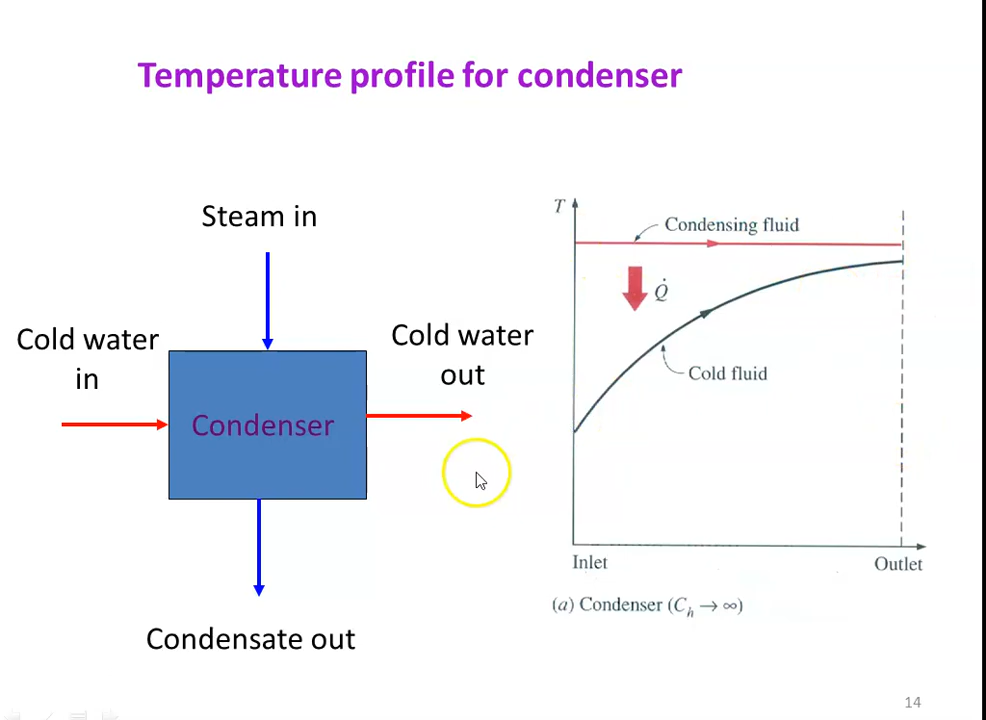 Temperature profile for condenser
Steam in
Cold water
in
Condenser
Cold water
out
Condensate out
T
Condensing fluid
Q̇
Cold fluid
Inlet
Outlet
(a) Condenser (C_h → ∞)
14